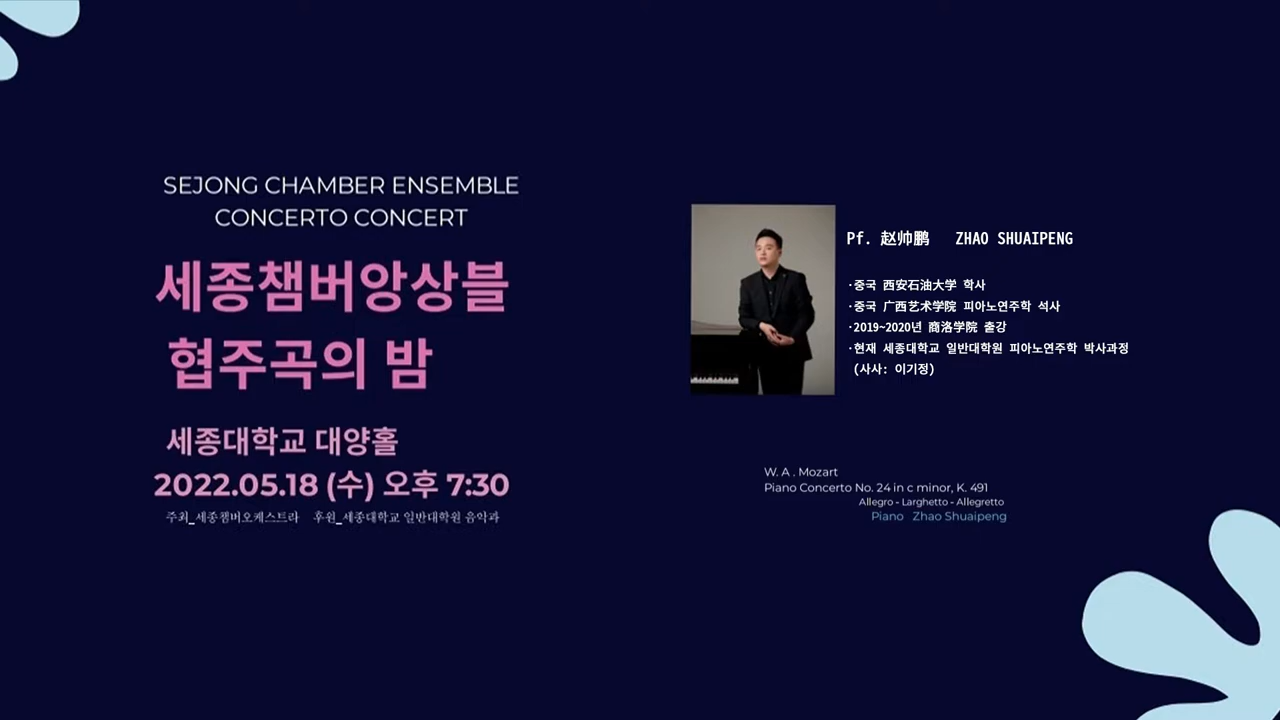 SEJONG CHAMBER ENSEMBLE
CONCERTO CONCERT
세종챔버앙상블
협주곡의 밤
세종대학교 대양홀
2022.05.18 (수) 오후 7:30
주최_세종챔버오케스트라 후원_세종대학교 일반대학원 음악과
Pf. 赵帅鹏 ZHAO SHUAIPENG
·중국 西安石油大学 학사
·중국 广西艺术学院 피아노연주학 석사
·2019~2020년 商洛学院 출강
·현재 세종대학교 일반대학원 피아노연주학 박사과정
(사사: 이기정)
W. A . Mozart
Piano Concerto No. 24 in c minor, K. 491
Allegro - Larghetto - Allegretto
Piano Zhao Shuaipeng